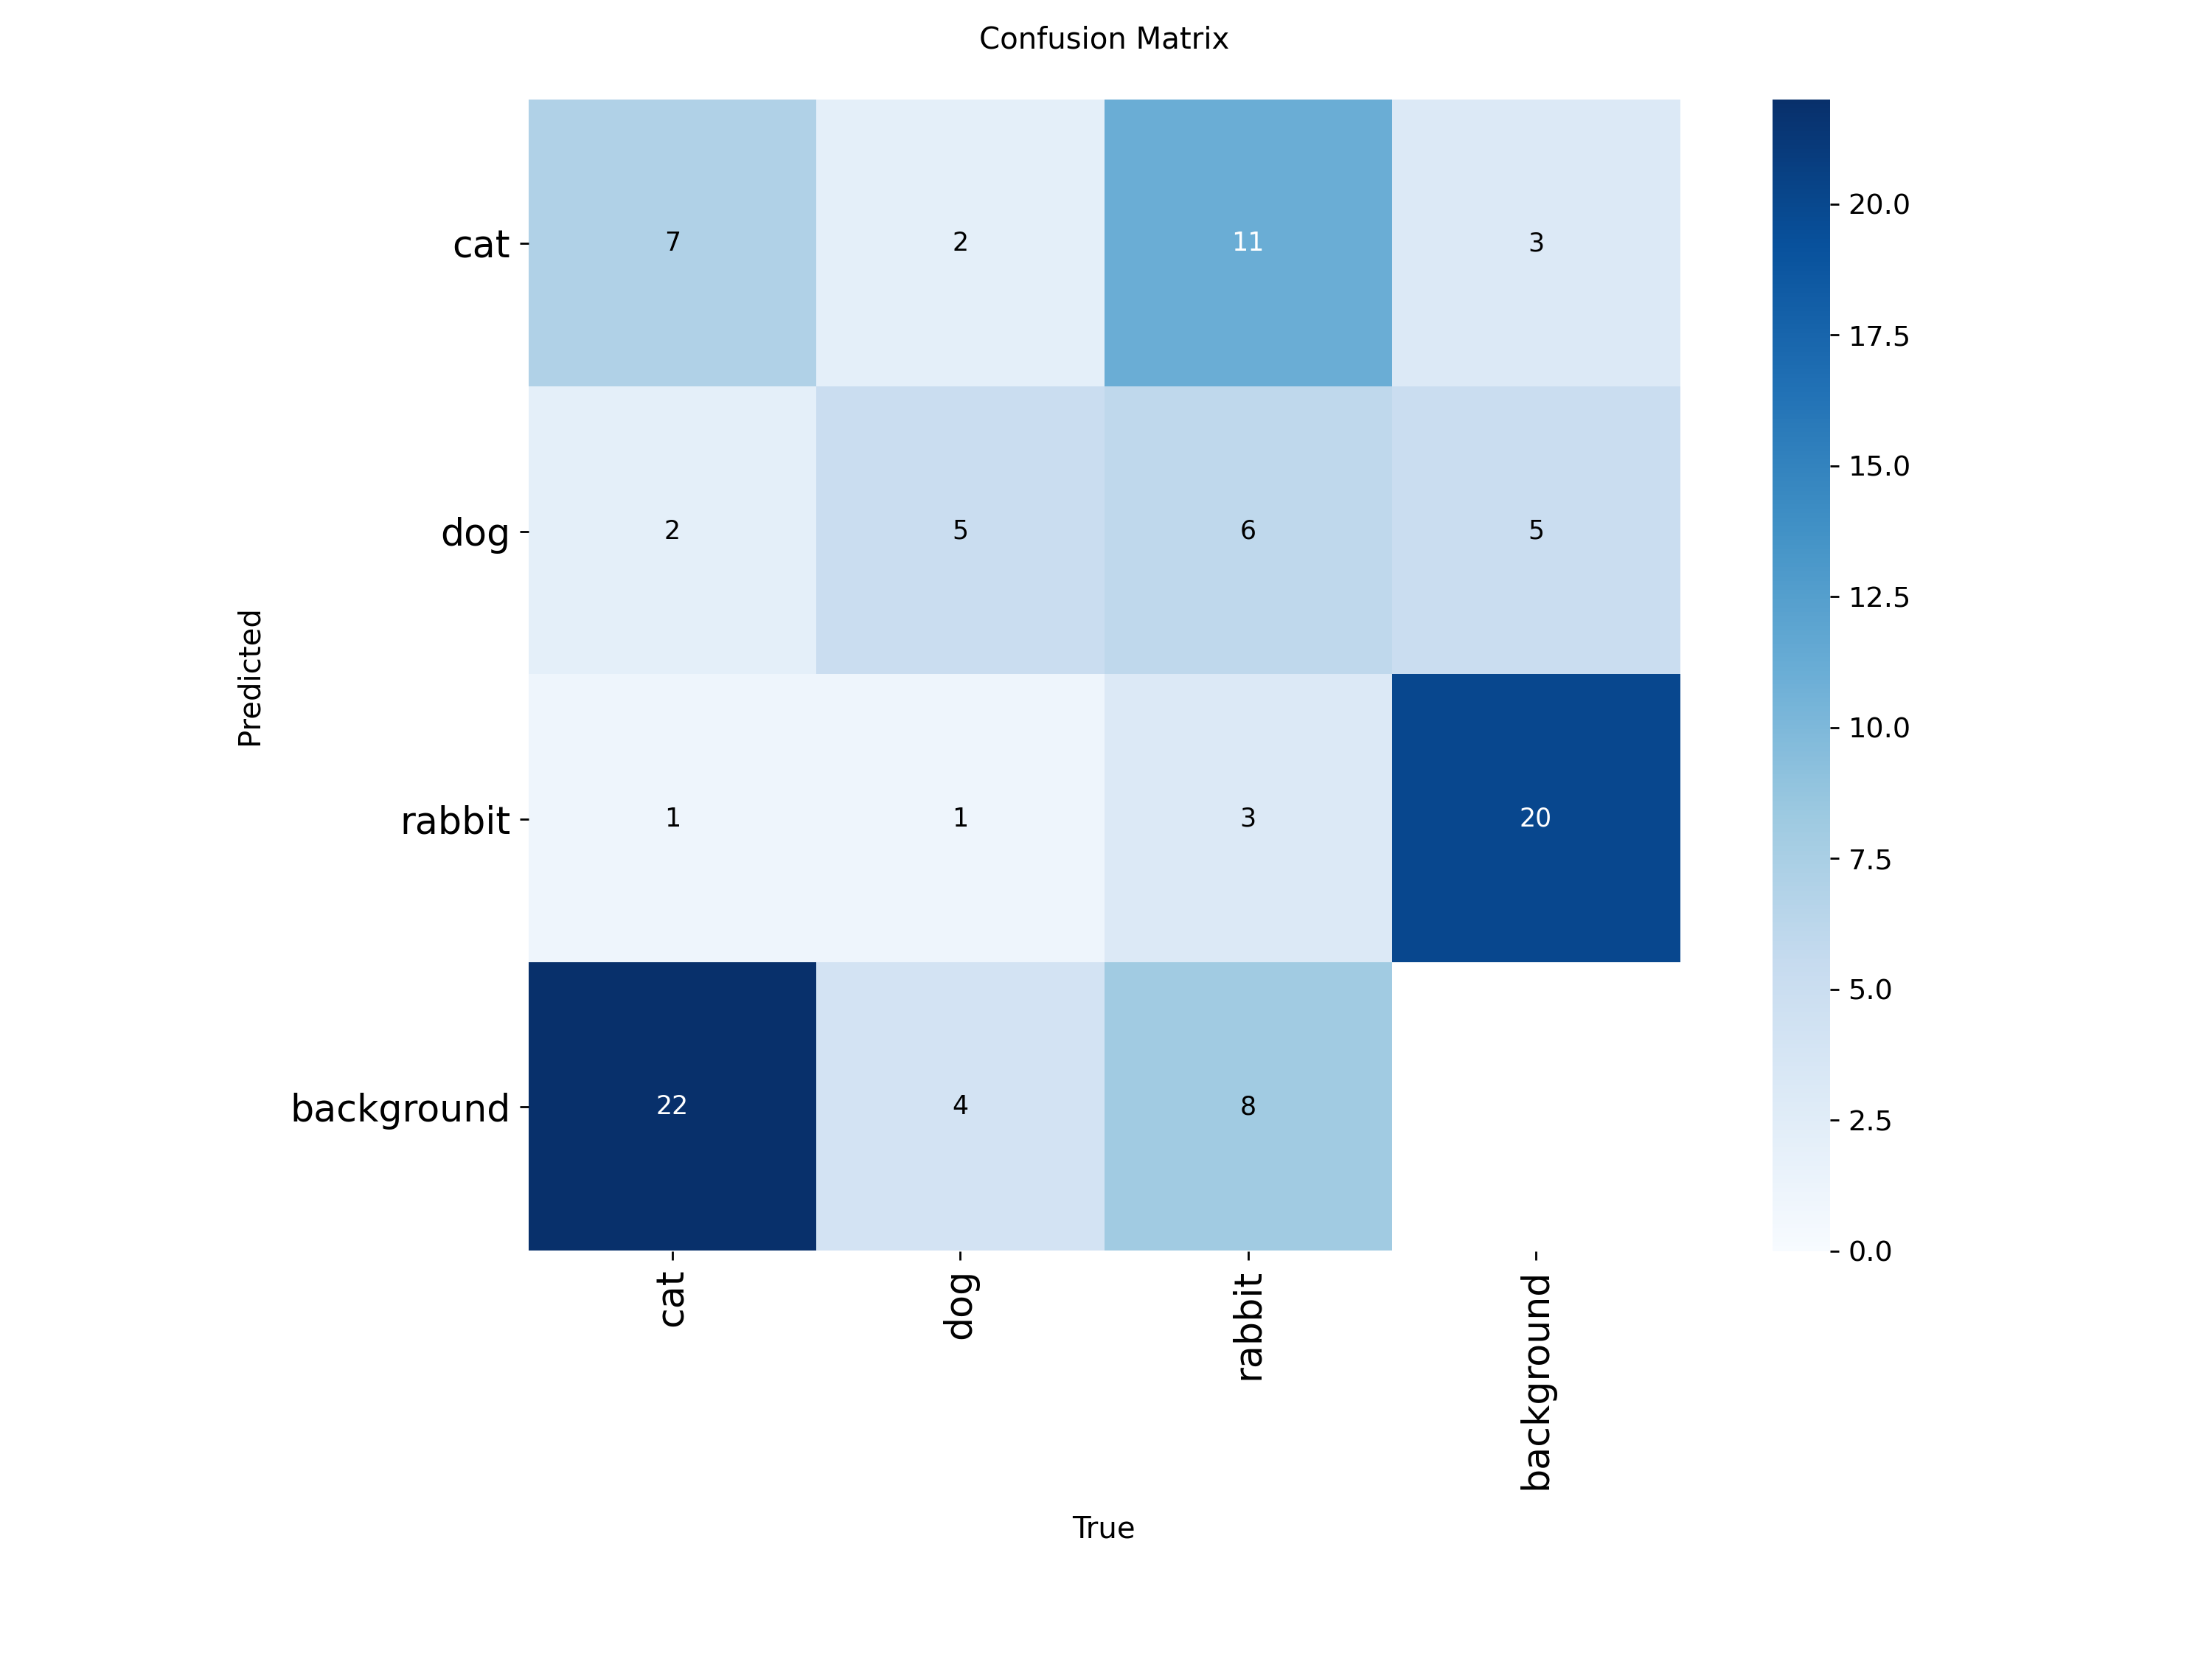 Confusion Matrix
cat 7 2 11 3
dog 2 5 6 5
rabbit 1 1 3 20
background 22 4 8
cat dog rabbit background
Predicted
True
20.0
17.5
15.0
12.5
10.0
7.5
5.0
2.5
0.0